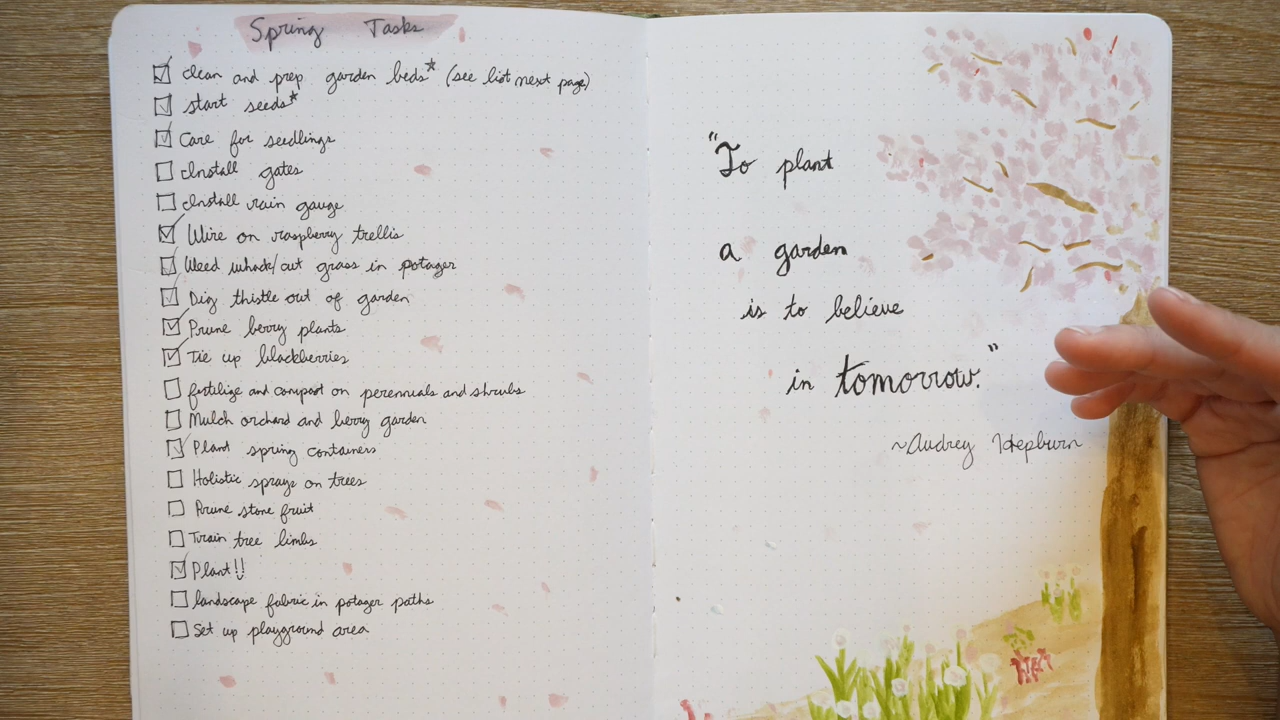 Spring Tasks
clean and prep garden beds* (see list next page)
start seeds*
Care for seedlings
Install gates
Install rain gauge
Wire on raspberry trellis
Weed whack/cut grass in potager
Dig thistle out of garden
Prune berry plants
Tie up blackberries
fertilize and compost on perennials and shrubs
Mulch orchard and berry garden
Plant spring containers
Holistic sprays on trees
Prune stone fruit
Train tree limbs
Plant!!
landscape fabric in potager paths
Set up playground area
"To plant
a garden
is to believe
in tomorrow."
~Audrey Hepburn